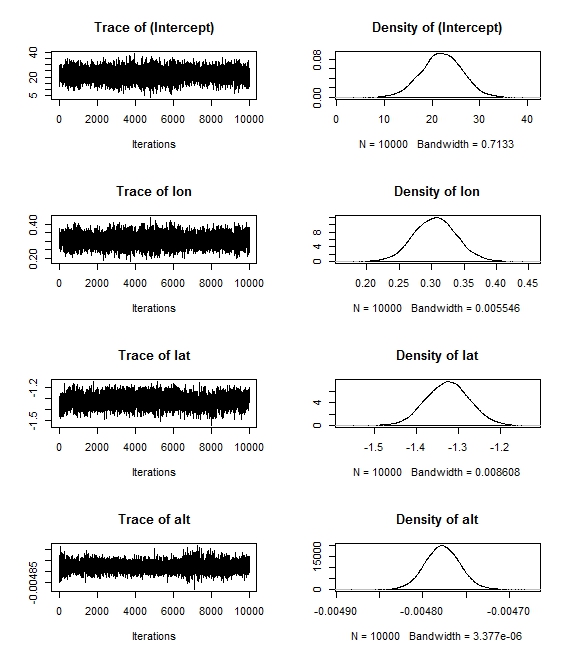 Trace of (Intercept)
40
20
5
0 2000 4000 6000 8000 10000
Iterations
Density of (Intercept)
0.08
0.00
0 10 20 30 40
N = 10000 Bandwidth = 0.7133
Trace of lon
0.40
0.20
0 2000 4000 6000 8000 10000
Iterations
Density of lon
8
4
0
0.20 0.25 0.30 0.35 0.40 0.45
N = 10000 Bandwidth = 0.005546
Trace of lat
-1.2
-1.5
0 2000 4000 6000 8000 10000
Iterations
Density of lat
4
0
-1.5 -1.4 -1.3 -1.2
N = 10000 Bandwidth = 0.008608
Trace of alt
-0.00485
0 2000 4000 6000 8000 10000
Iterations
Density of alt
15000
0
-0.00490 -0.00480 -0.00470
N = 10000 Bandwidth = 3.377e-06